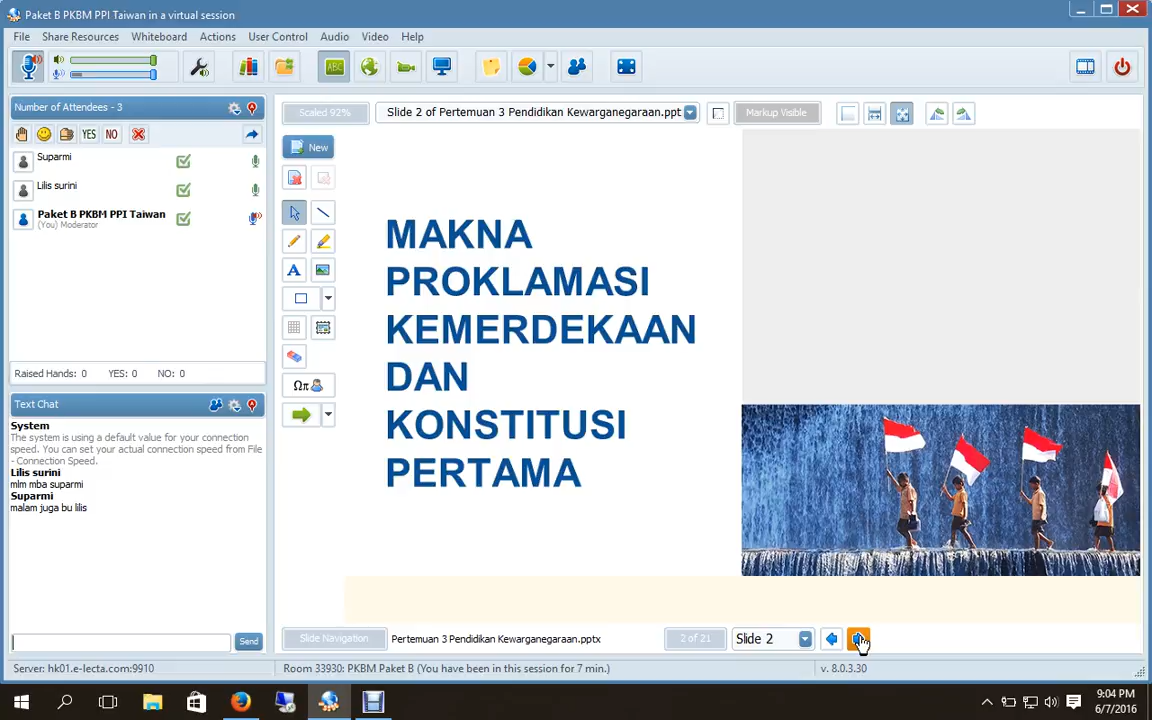 Paket B PKBM PPI Taiwan in a virtual session
File Share Resources Whiteboard Actions User Control Audio Video Help
ABC
Number of Attendees - 3
YES NO
Suparmi
Lilis surini
Paket B PKBM PPI Taiwan
(You) Moderator
Raised Hands: 0 YES: 0 NO: 0
Text Chat
System
The system is using a default value for your connection
speed. You can set your actual connection speed from File
- Connection Speed.
Lilis surini
mlm mba suparmi
Suparmi
malam juga bu lilis
Send
Scaled 92%
Slide 2 of Pertemuan 3 Pendidikan Kewarganegaraan.ppt
Markup Visible
New
A
Ωπ
MAKNA
PROKLAMASI
KEMERDEKAAN
DAN
KONSTITUSI
PERTAMA
Slide Navigation
Pertemuan 3 Pendidikan Kewarganegaraan.pptx
2 of 21
Slide 2
Server: hk01.e-lecta.com:9910
Room 33930: PKBM Paket B (You have been in this session for 7 min.)
v. 8.0.3.30
9:04 PM
6/7/2016